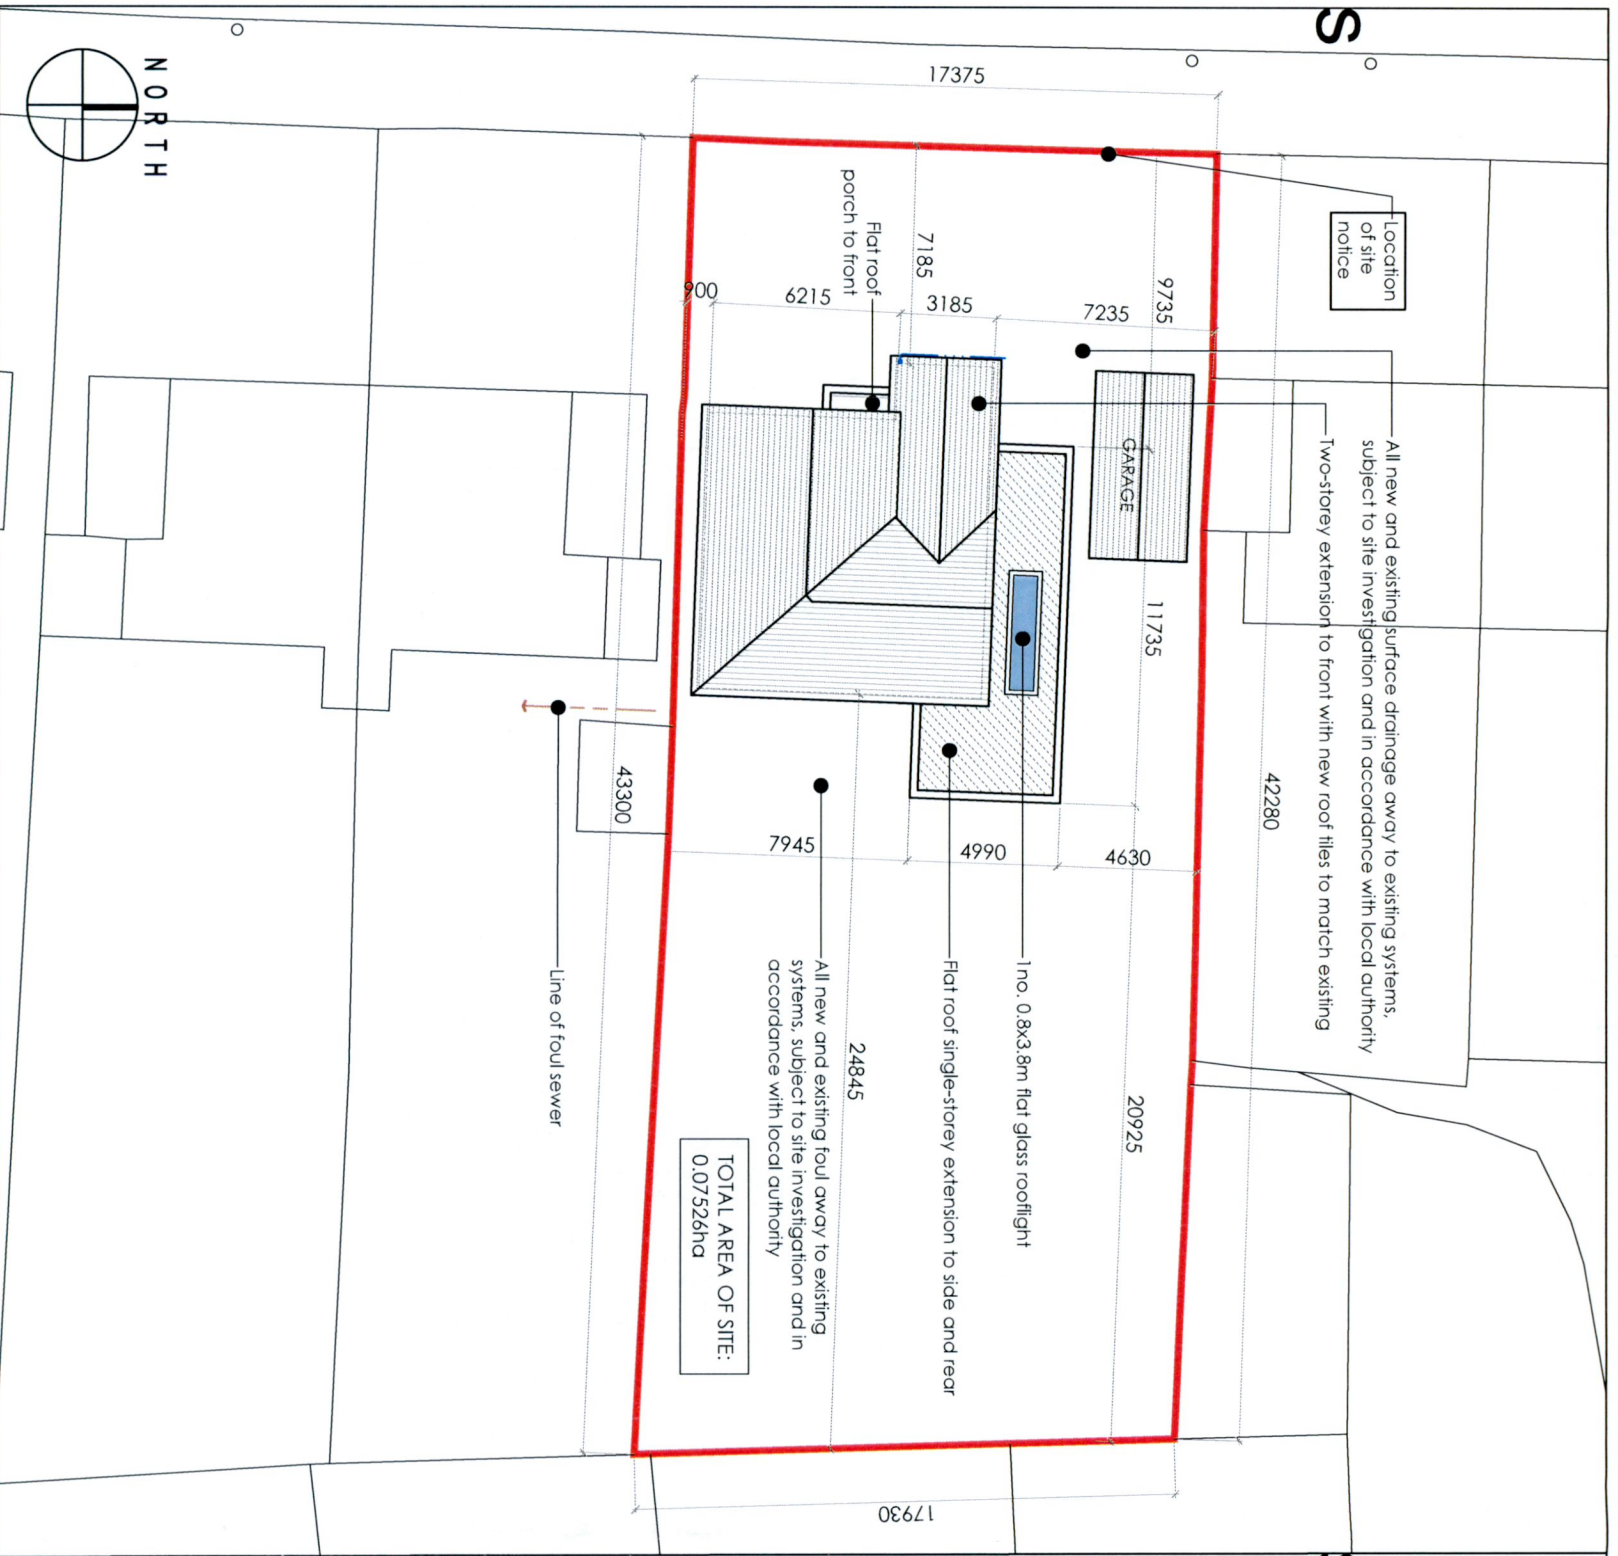 S
NORTH
17375
Location
of site
notice
Flat roof
porch to front
7185
9735
900
6215
3185
7235
All new and existing surface drainage away to existing systems,
subject to site investigation and in accordance with local authority
Two-storey extension to front with new roof tiles to match existing
GARAGE
11735
42280
43300
7945
4990
4630
1no. 0.8x3.8m flat glass rooflight
Flat roof single-storey extension to side and rear
All new and existing foul away to existing
systems, subject to site investigation and in
accordance with local authority
Line of foul sewer
24845
20925
TOTAL AREA OF SITE:
0.07526ha
17930